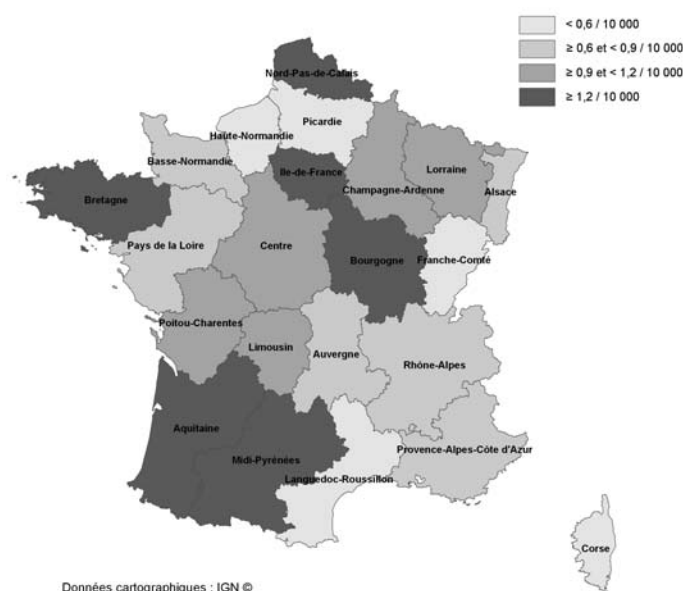 < 0,6 / 10 000
≥ 0,6 et < 0,9 / 10 000
≥ 0,9 et < 1,2 / 10 000
≥ 1,2 / 10 000
Nord-Pas-de-Calais
Picardie
Haute-Normandie
Basse-Normandie
Ile-de-France
Lorraine
Champagne-Ardenne
Alsace
Bretagne
Pays de la Loire
Centre
Bourgogne
Franche-Comté
Poitou-Charentes
Limousin
Auvergne
Rhône-Alpes
Aquitaine
Midi-Pyrénées
Provence-Alpes-Côte d'Azur
Languedoc-Roussillon
Corse
Données cartographiques : IGN ©